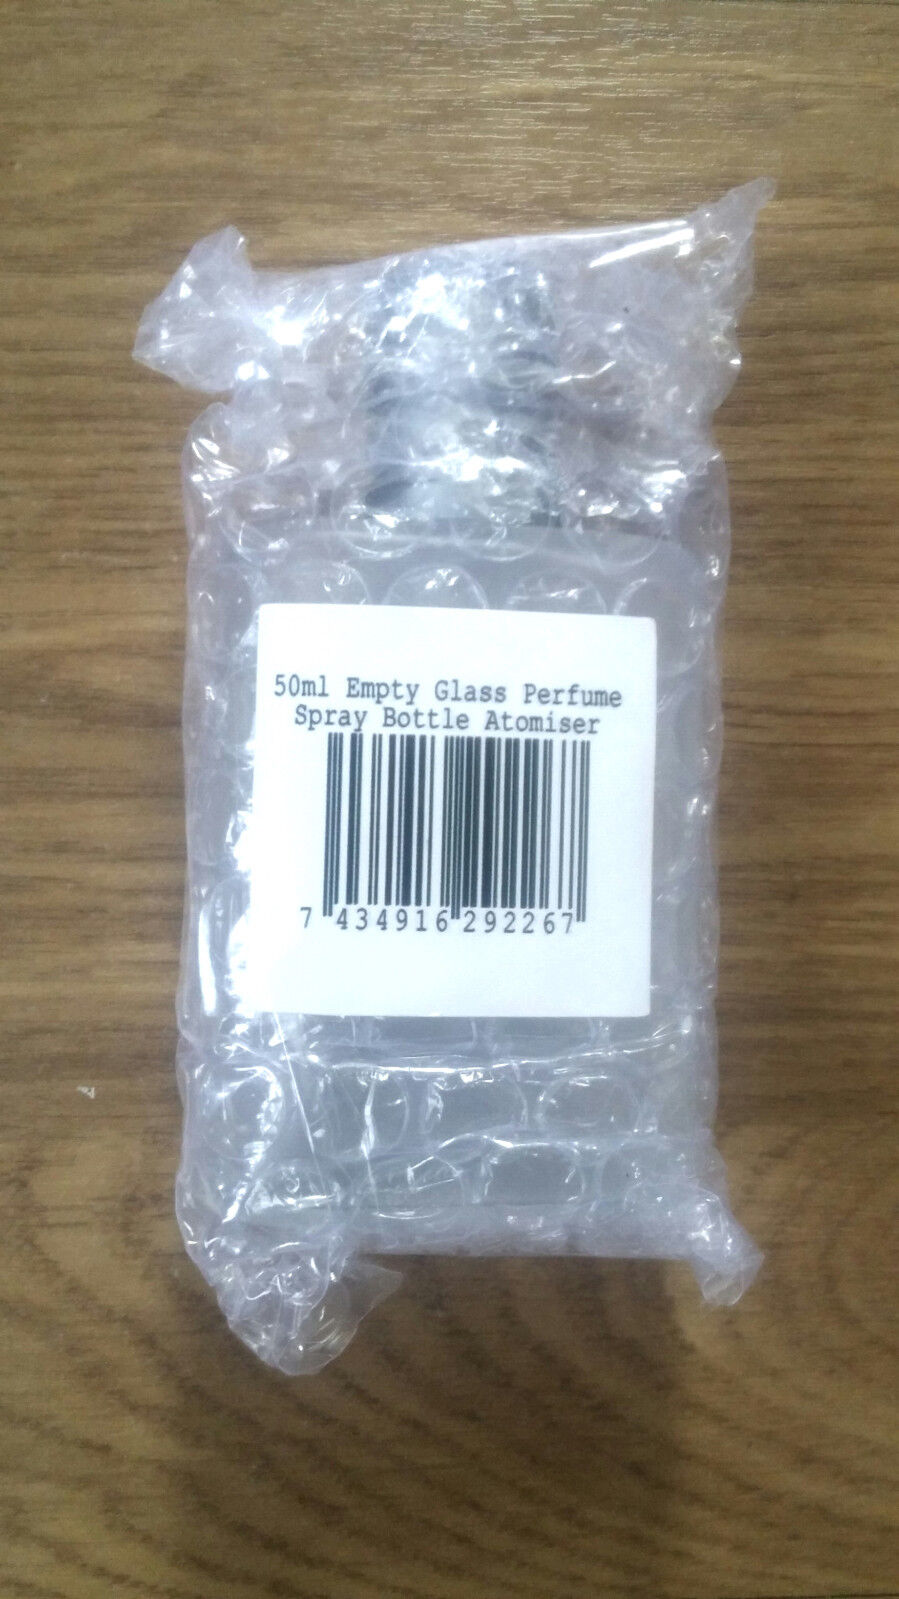 50ml Empty Glass Perfume
Spray Bottle Atomiser
7 434916 292267